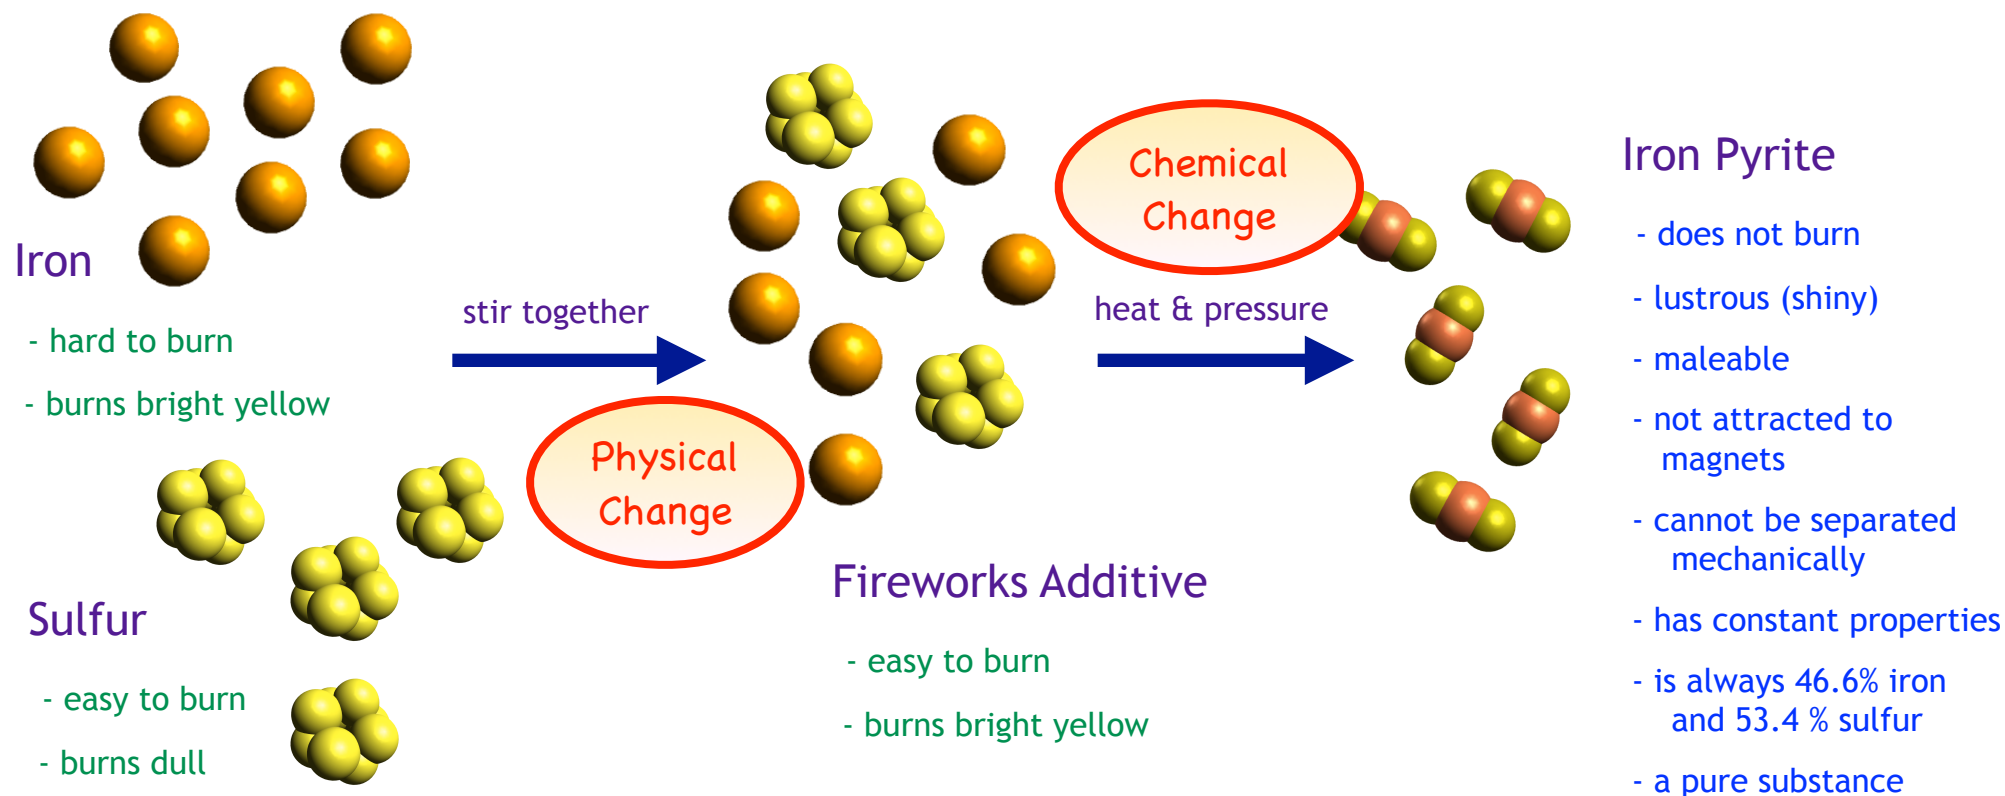 Iron
- hard to burn
- burns bright yellow
Sulfur
- easy to burn
- burns dull
stir together
Physical
Change
Fireworks Additive
- easy to burn
- burns bright yellow
Chemical
Change
heat & pressure
Iron Pyrite
- does not burn
- lustrous (shiny)
- maleable
- not attracted to
magnets
- cannot be separated
mechanically
- has constant properties
- is always 46.6% iron
and 53.4 % sulfur
- a pure substance